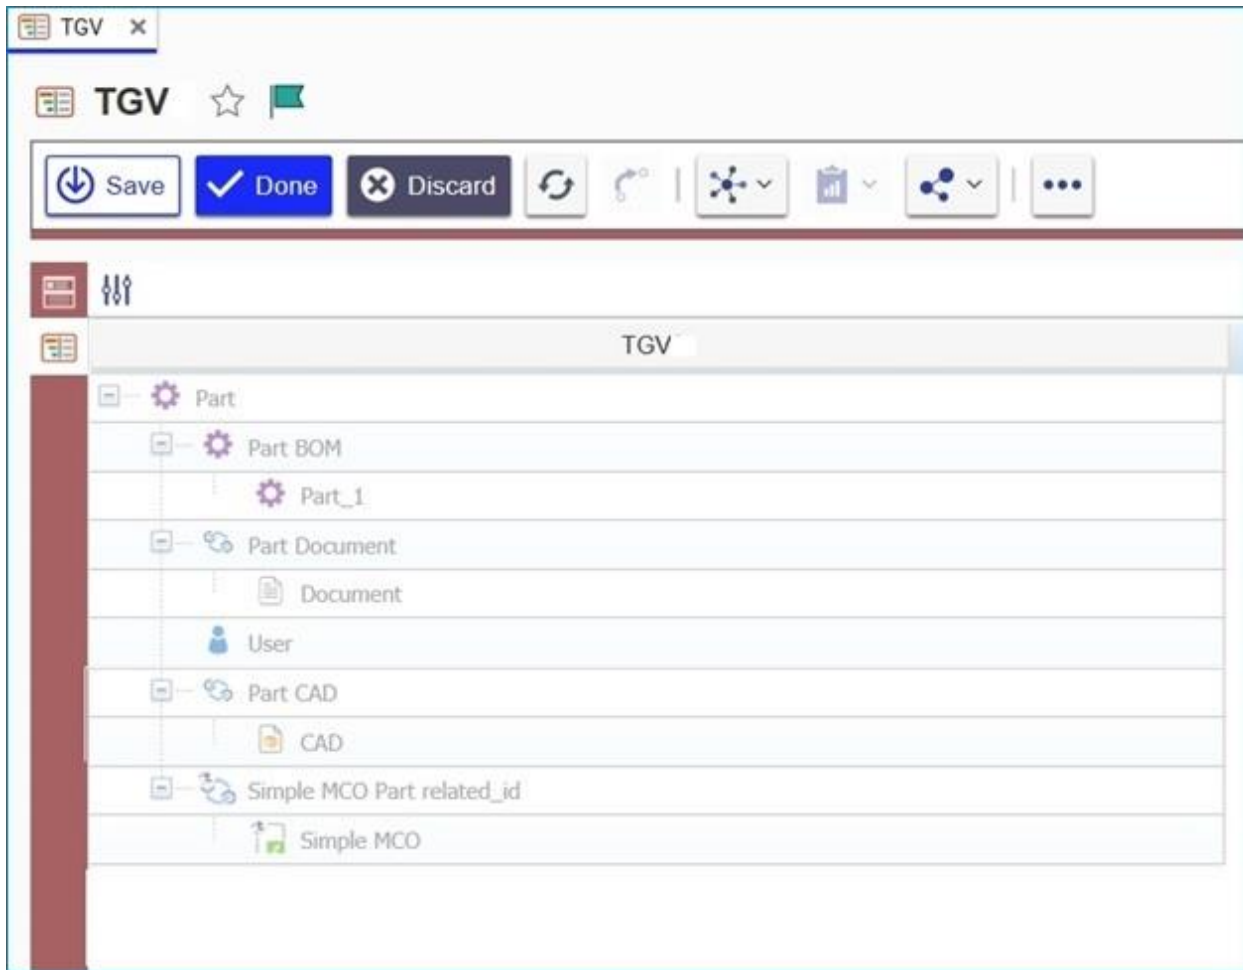 TGV
TGV
Save Done Discard
TGV
Part
Part BOM
Part_1
Part Document
Document
User
Part CAD
CAD
Simple MCO Part related_id
Simple MCO